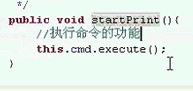 */
public void startPrint(){
//执行命令的功能
this.cmd.execute();
}